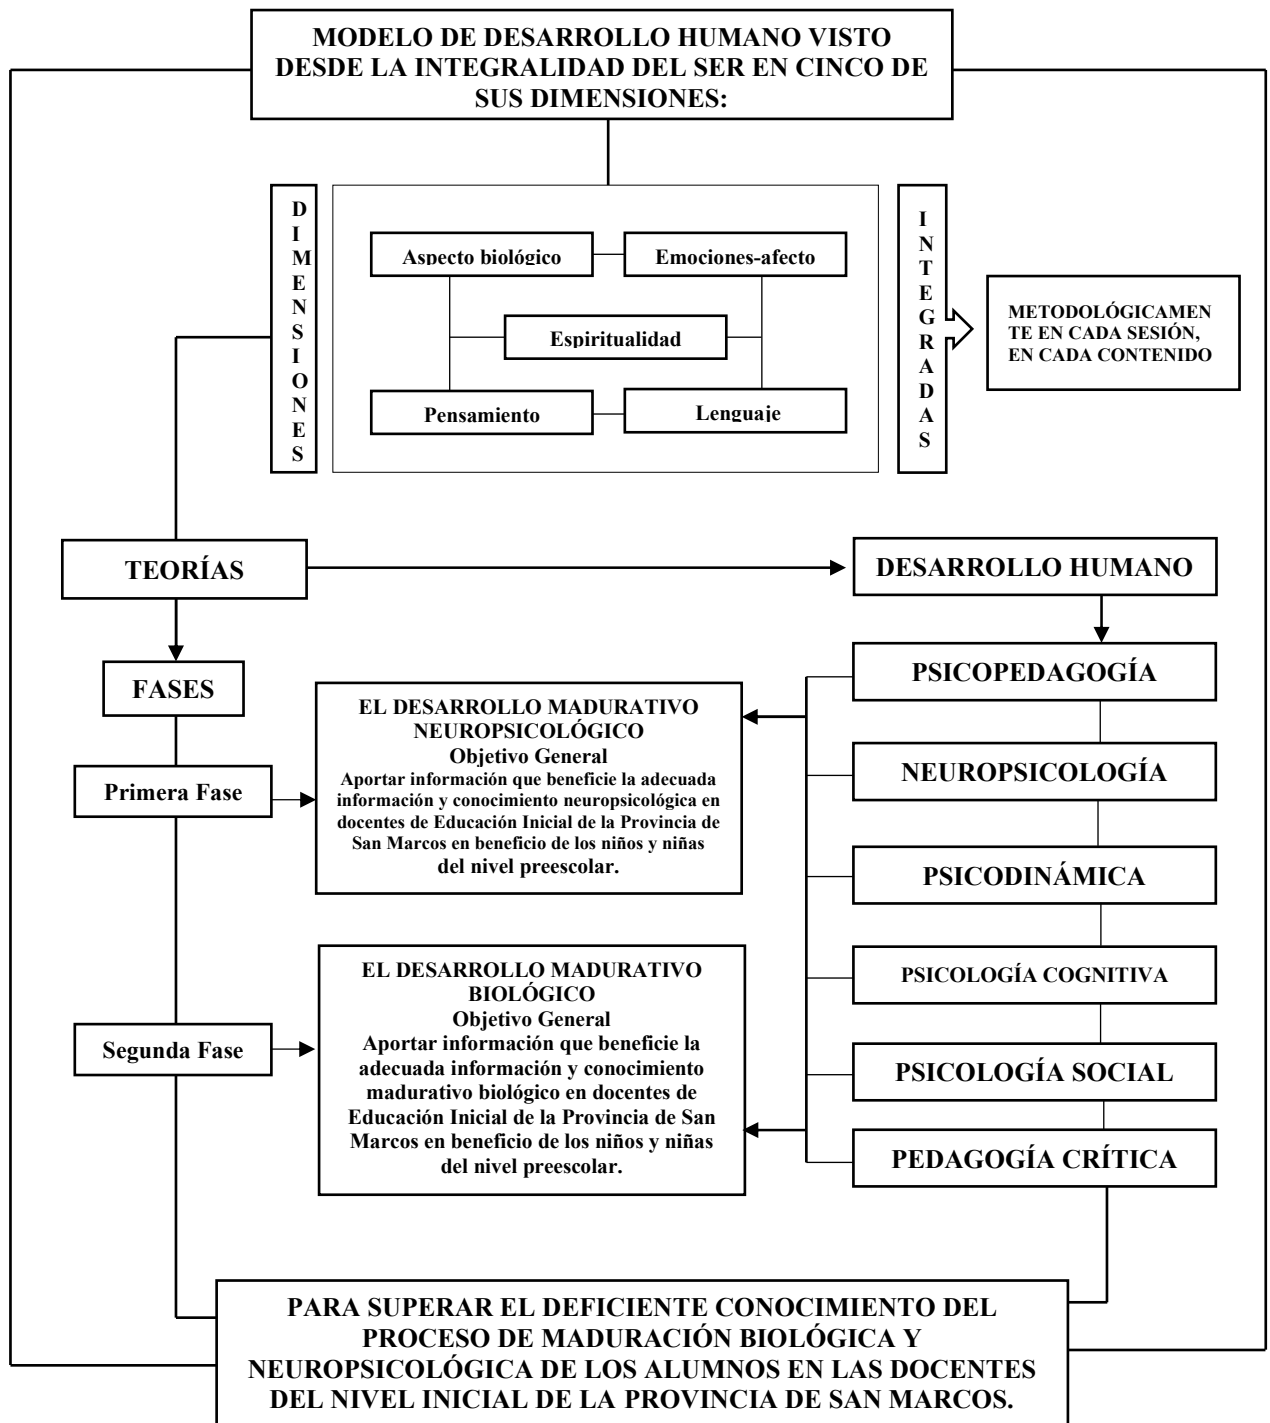 MODELO DE DESARROLLO HUMANO VISTO
DESDE LA INTEGRALIDAD DEL SER EN CINCO DE
SUS DIMENSIONES:
DIMENSIONES
Aspecto biológico
Emociones-afecto
Espiritualidad
Pensamiento
Lenguaje
INTEGRADAS
METODOLÓGICAMEN
TE EN CADA SESIÓN,
EN CADA CONTENIDO
TEORÍAS
DESARROLLO HUMANO
FASES
PSICOPEDAGOGÍA
EL DESARROLLO MADURATIVO
NEUROPSICOLÓGICO
Objetivo General
Aportar información que beneficie la adecuada
información y conocimiento neuropsicológica en
docentes de Educación Inicial de la Provincia de
San Marcos en beneficio de los niños y niñas
del nivel preescolar.
Primera Fase
NEUROPSICOLOGÍA
PSICODINÁMICA
PSICOLOGÍA COGNITIVA
EL DESARROLLO MADURATIVO
BIOLÓGICO
Objetivo General
Aportar información que beneficie la
adecuada información y conocimiento
madurativo biológico en docentes de
Educación Inicial de la Provincia de San
Marcos en beneficio de los niños y niñas
del nivel preescolar.
Segunda Fase
PSICOLOGÍA SOCIAL
PEDAGOGÍA CRÍTICA
PARA SUPERAR EL DEFICIENTE CONOCIMIENTO DEL
PROCESO DE MADURACIÓN BIOLÓGICA Y
NEUROPSICOLÓGICA DE LOS ALUMNOS EN LAS DOCENTES
DEL NIVEL INICIAL DE LA PROVINCIA DE SAN MARCOS.